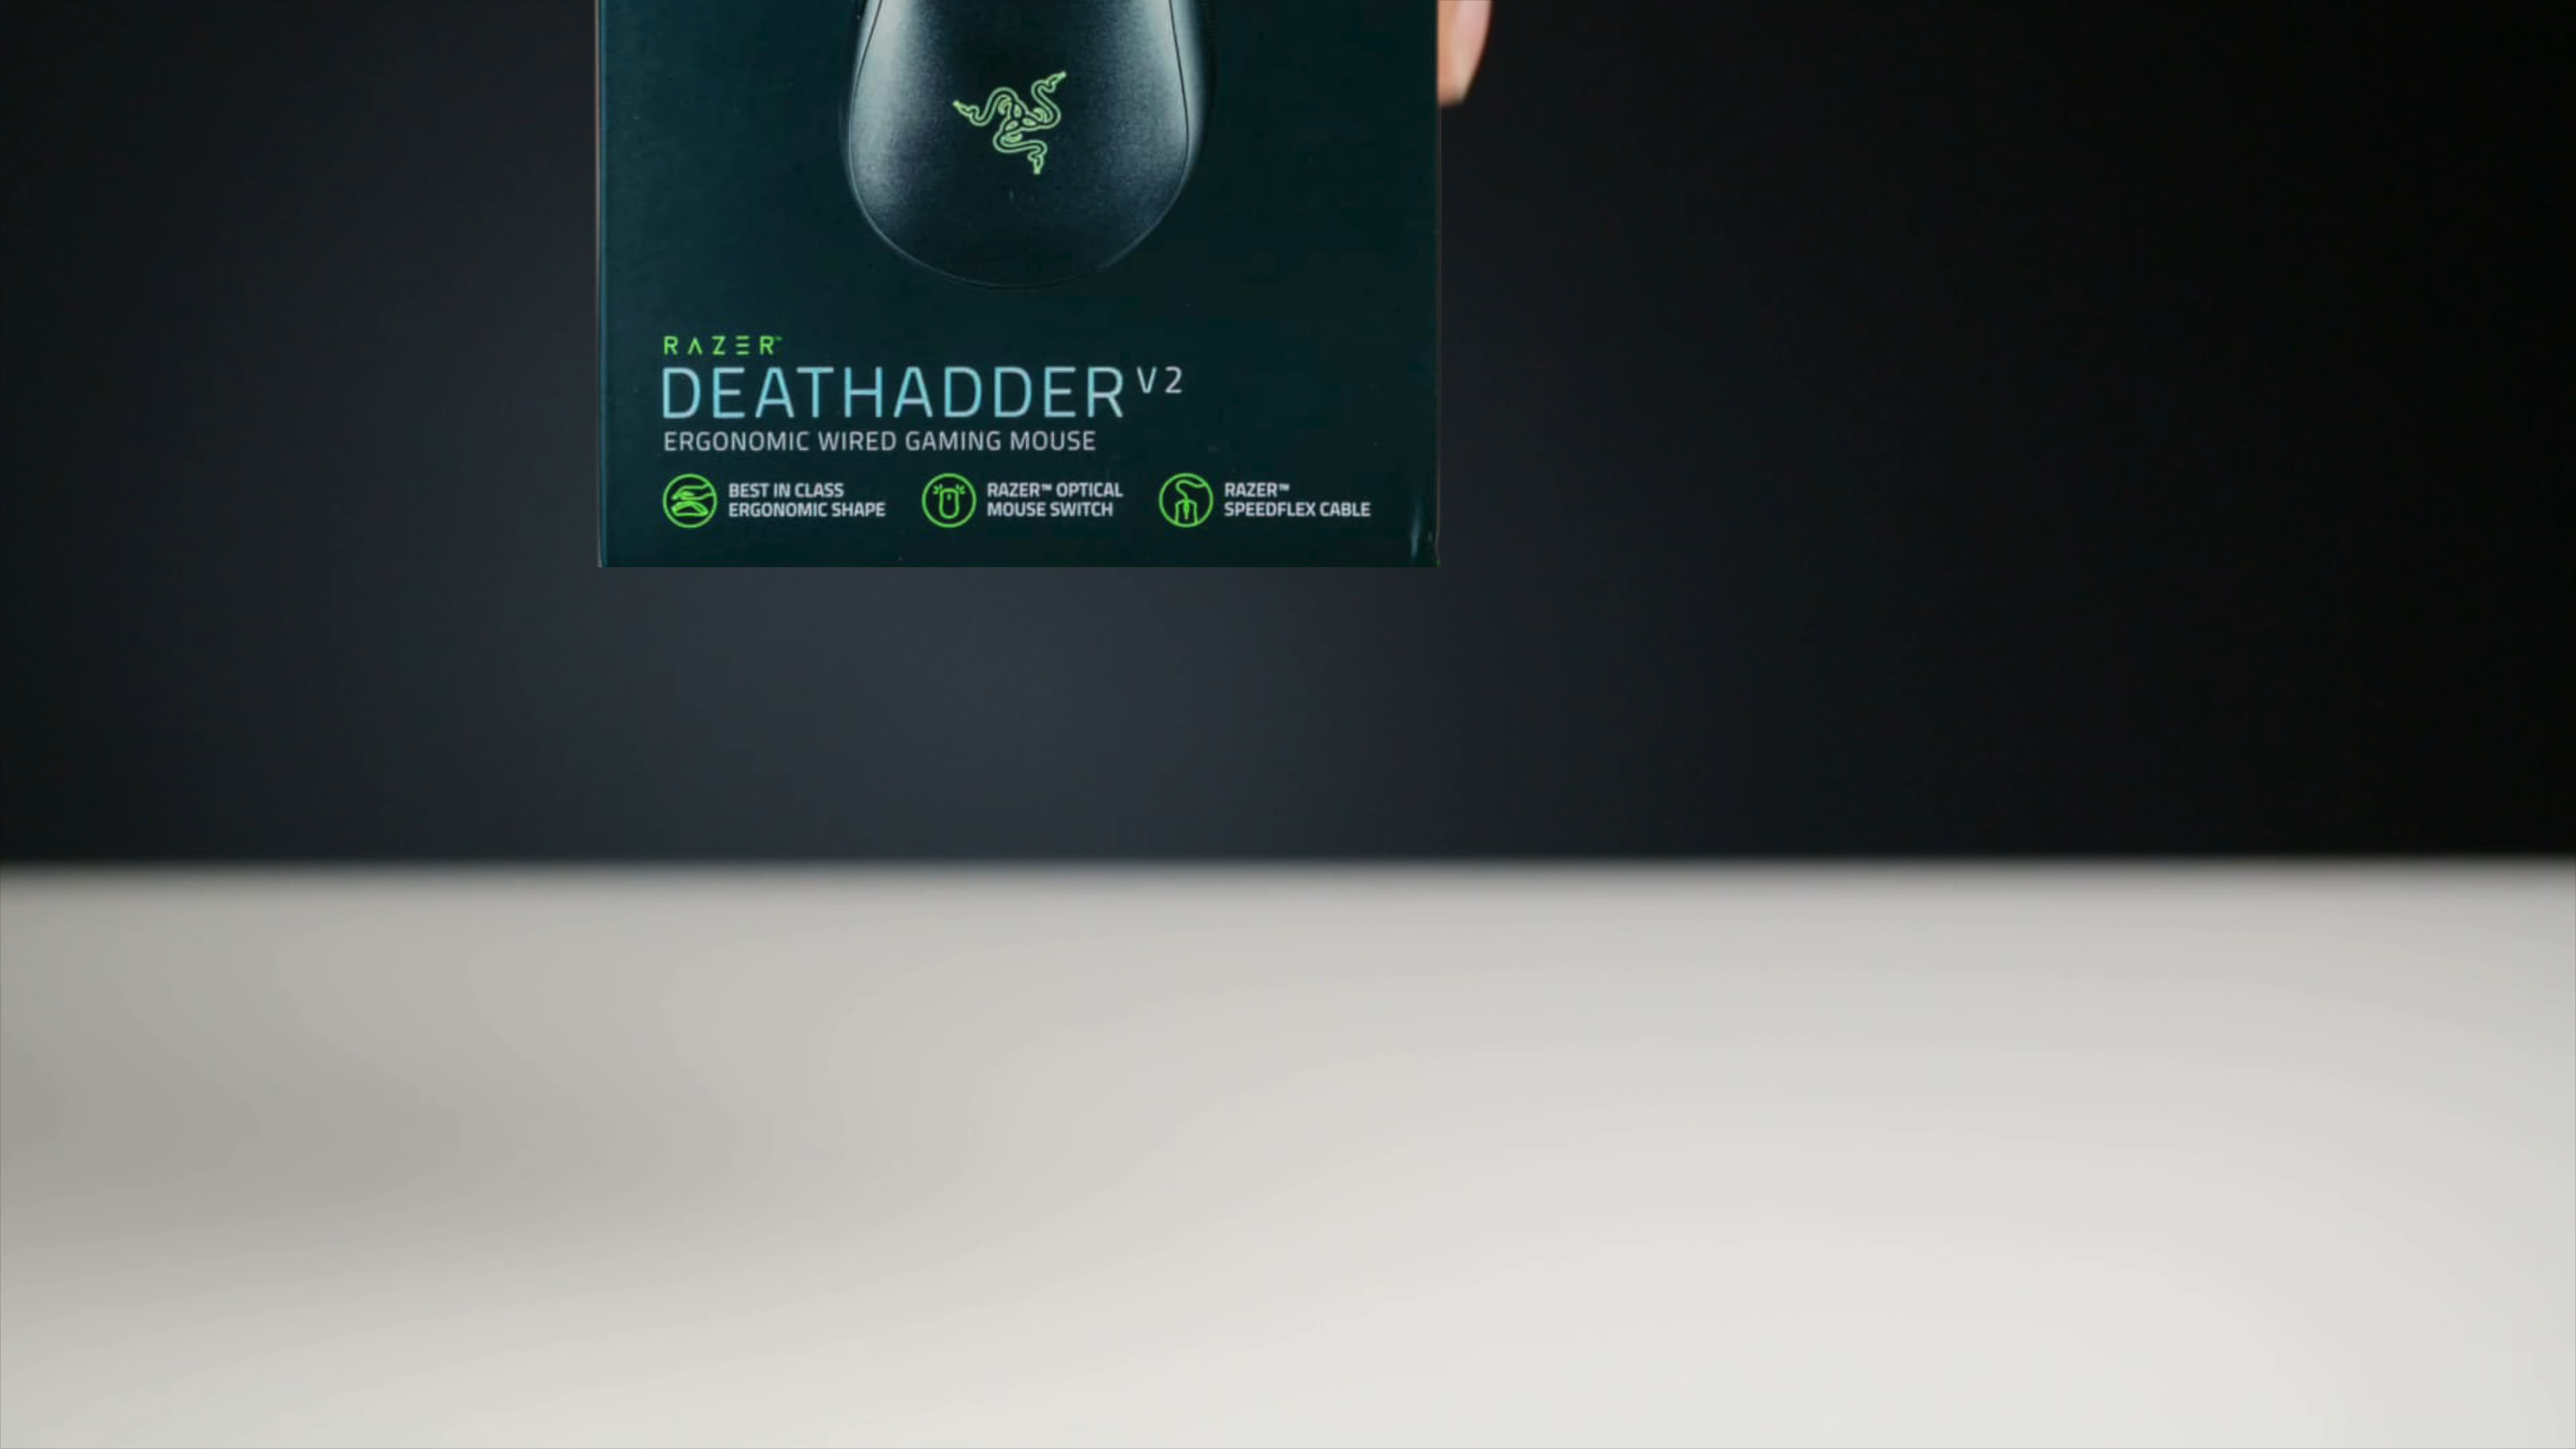 RAZER™
DEATHADDER V2
ERGONOMIC WIRED GAMING MOUSE
BEST IN CLASS
ERGONOMIC SHAPE
RAZER™ OPTICAL
MOUSE SWITCH
RAZER™
SPEEDFLEX CABLE